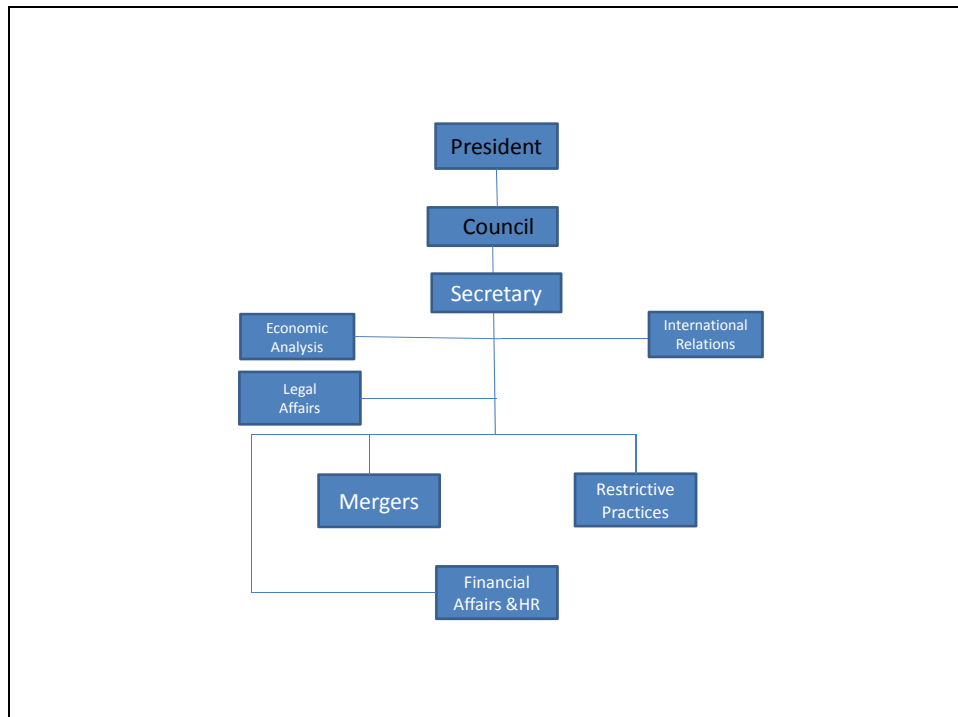 President
Council
Secretary
Economic
Analysis
International
Relations
Legal
Affairs
Mergers
Restrictive
Practices
Financial
Affairs &HR